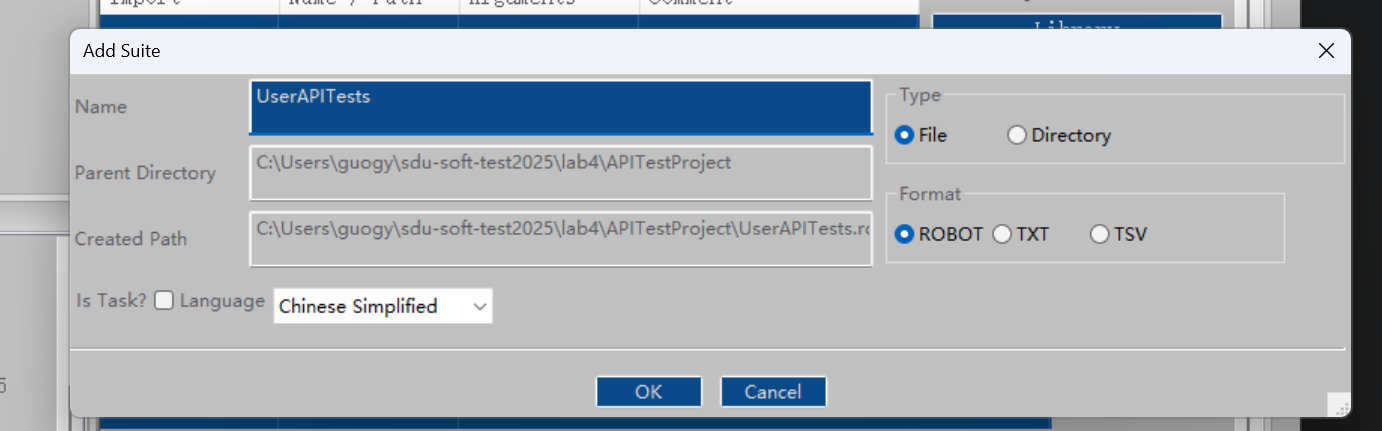 Import Name / Path Arguments Comment
Library
Add Suite
Name UserAPITests
Type
File Directory
Parent Directory C:\Users\guogy\sdu-soft-test2025\lab4\APITestProject
Format
Created Path C:\Users\guogy\sdu-soft-test2025\lab4\APITestProject\UserAPITests.ro
ROBOT TXT TSV
Is Task? Language Chinese Simplified
OK Cancel